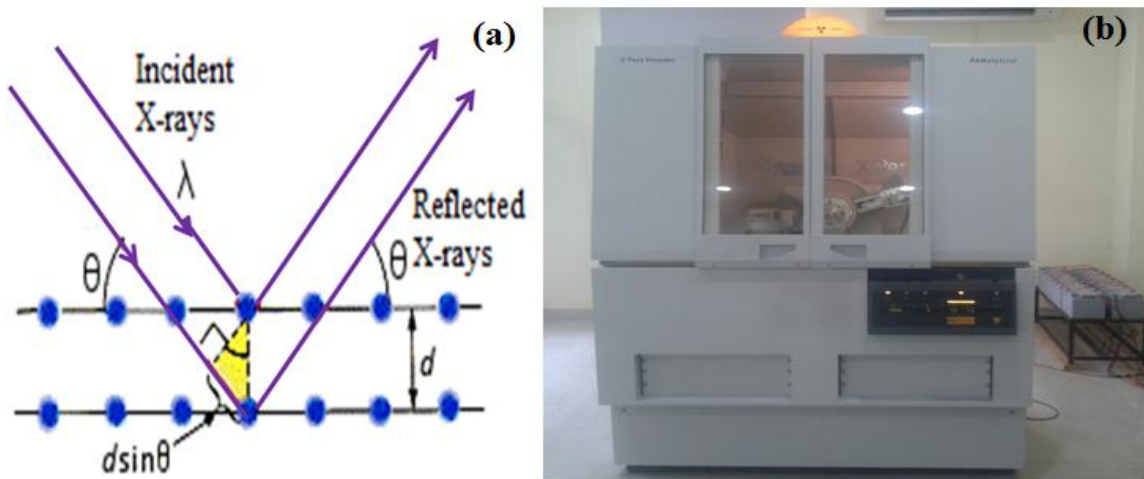 (a)
Incident
X-rays
λ
Reflected
X-rays
θ
θ
d
dsinθ
(b)
X'Pert Powder
PANalytical